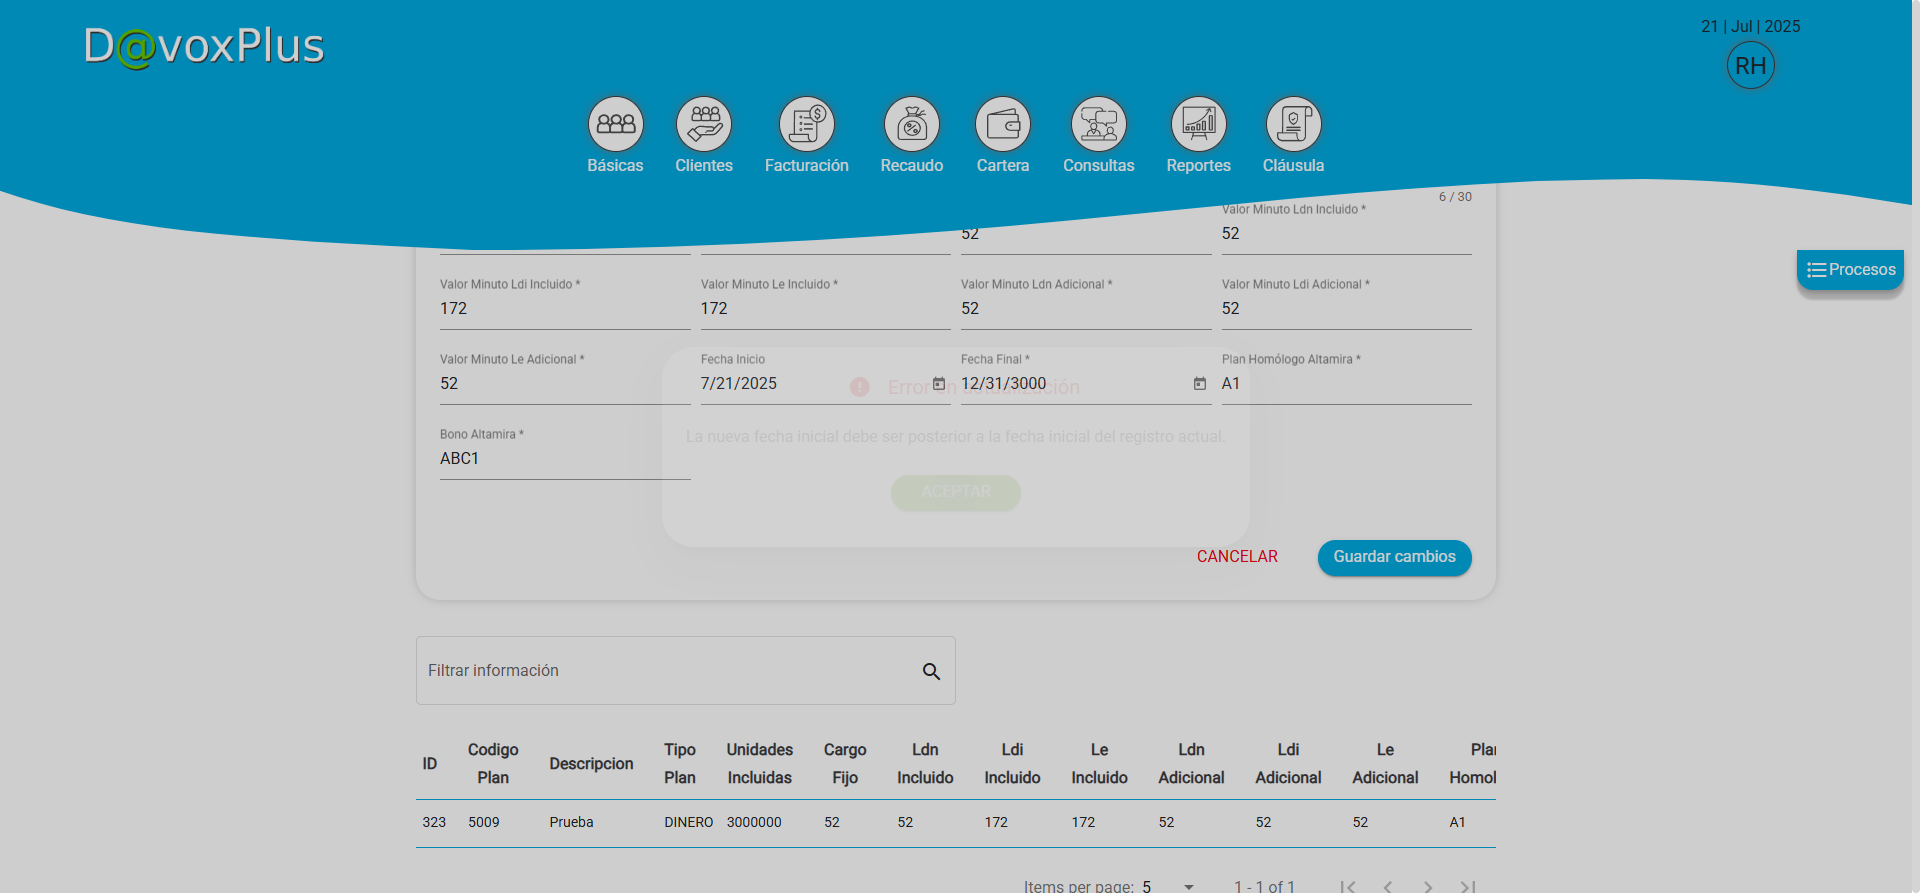 D@voxPlus
21 | Jul | 2025
RH
Básicas
Clientes
Facturación
Recaudo
Cartera
Consultas
Reportes
Cláusula
6 / 30
Valor Minuto Ldn Incluido *
52
52
Procesos
Valor Minuto Ldi Incluido *
Valor Minuto Le Incluido *
Valor Minuto Ldn Adicional *
Valor Minuto Ldi Adicional *
172
172
52
52
Valor Minuto Le Adicional *
Fecha Inicio
Fecha Final *
Plan Homólogo Altamira *
52
7/21/2025
12/31/3000
A1
Error en actualización
Bono Altamira *
La nueva fecha inicial debe ser posterior a la fecha inicial del registro actual.
ABC1
ACEPTAR
CANCELAR
Guardar cambios
Filtrar información
ID
Codigo Plan
Descripcion
Tipo Plan
Unidades Incluidas
Cargo Fijo
Ldn Incluido
Ldi Incluido
Le Incluido
Ldn Adicional
Ldi Adicional
Le Adicional
Plan Homol
323 5009 Prueba DINERO 3000000 52 52 172 172 52 52 52 A1
Items per page: 5
1 - 1 of 1